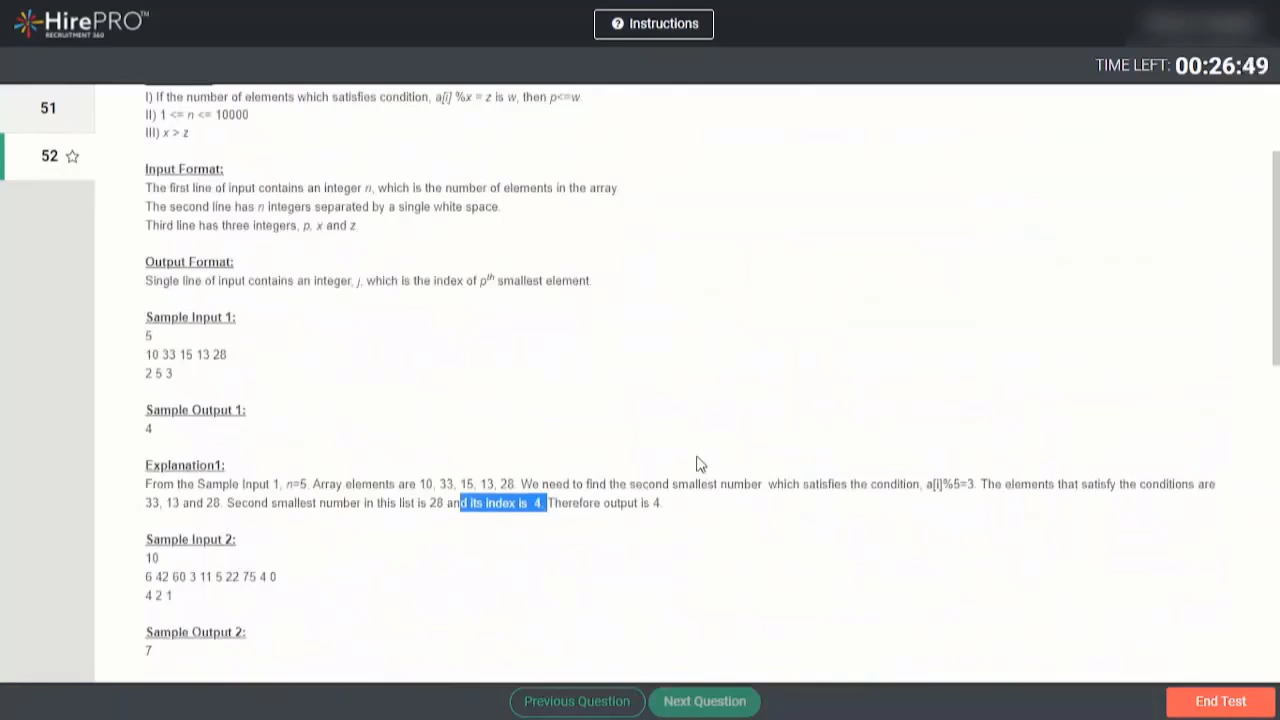 HirePRO™
RECRUITMENT 360
Instructions
TIME LEFT: 00:26:49
51
52
I) If the number of elements which satisfies condition, a[i] %x = z is w, then p<=w
II) 1 <= n <= 10000
III) x > z
Input Format:
The first line of input contains an integer n, which is the number of elements in the array
The second line has n integers separated by a single white space.
Third line has three integers, p, x and z
Output Format:
Single line of input contains an integer, j, which is the index of pth smallest element.
Sample Input 1:
5
10 33 15 13 28
2 5 3
Sample Output 1:
4
Explanation1:
From the Sample Input 1, n=5. Array elements are 10, 33, 15, 13, 28. We need to find the second smallest number which satisfies the condition, a[i]%5=3. The elements that satisfy the conditions are
33, 13 and 28. Second smallest number in this list is 28 and its index is 4. Therefore output is 4.
Sample Input 2:
10
6 42 60 3 11 5 22 75 4 0
4 2 1
Sample Output 2:
7
Previous Question
Next Question
End Test